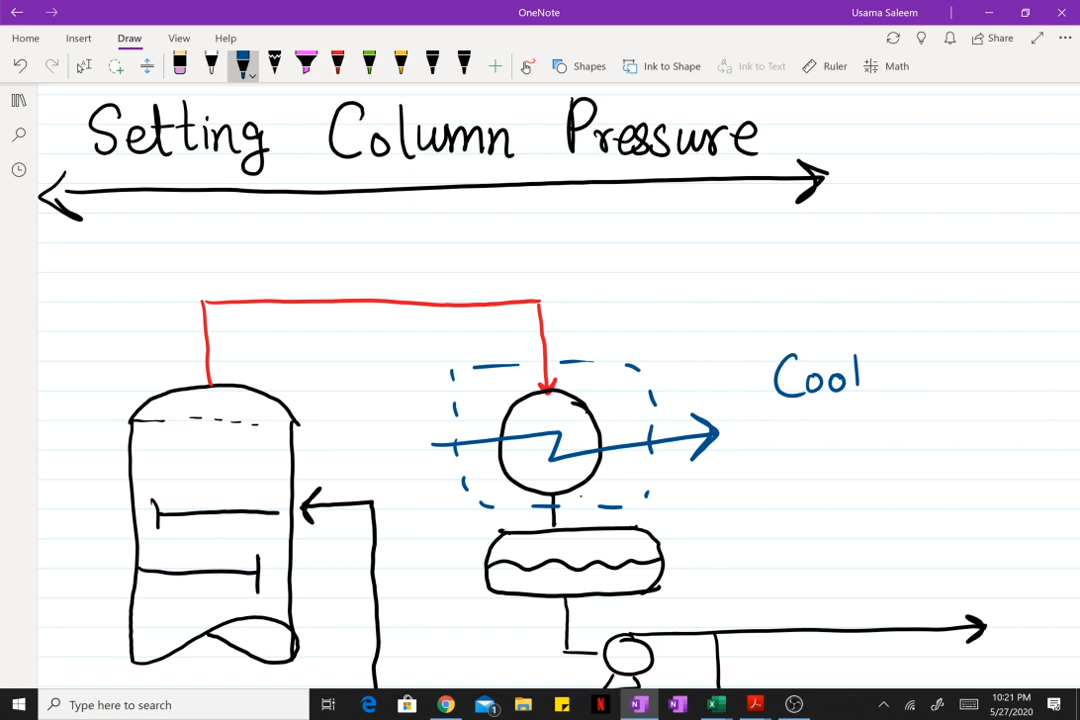 OneNote
Usama Saleem
Home Insert Draw View Help
Share
Shapes Ink to Shape Ink to Text Ruler Math
Setting Column Pressure
Cool
Type here to search
10:21 PM
5/27/2020